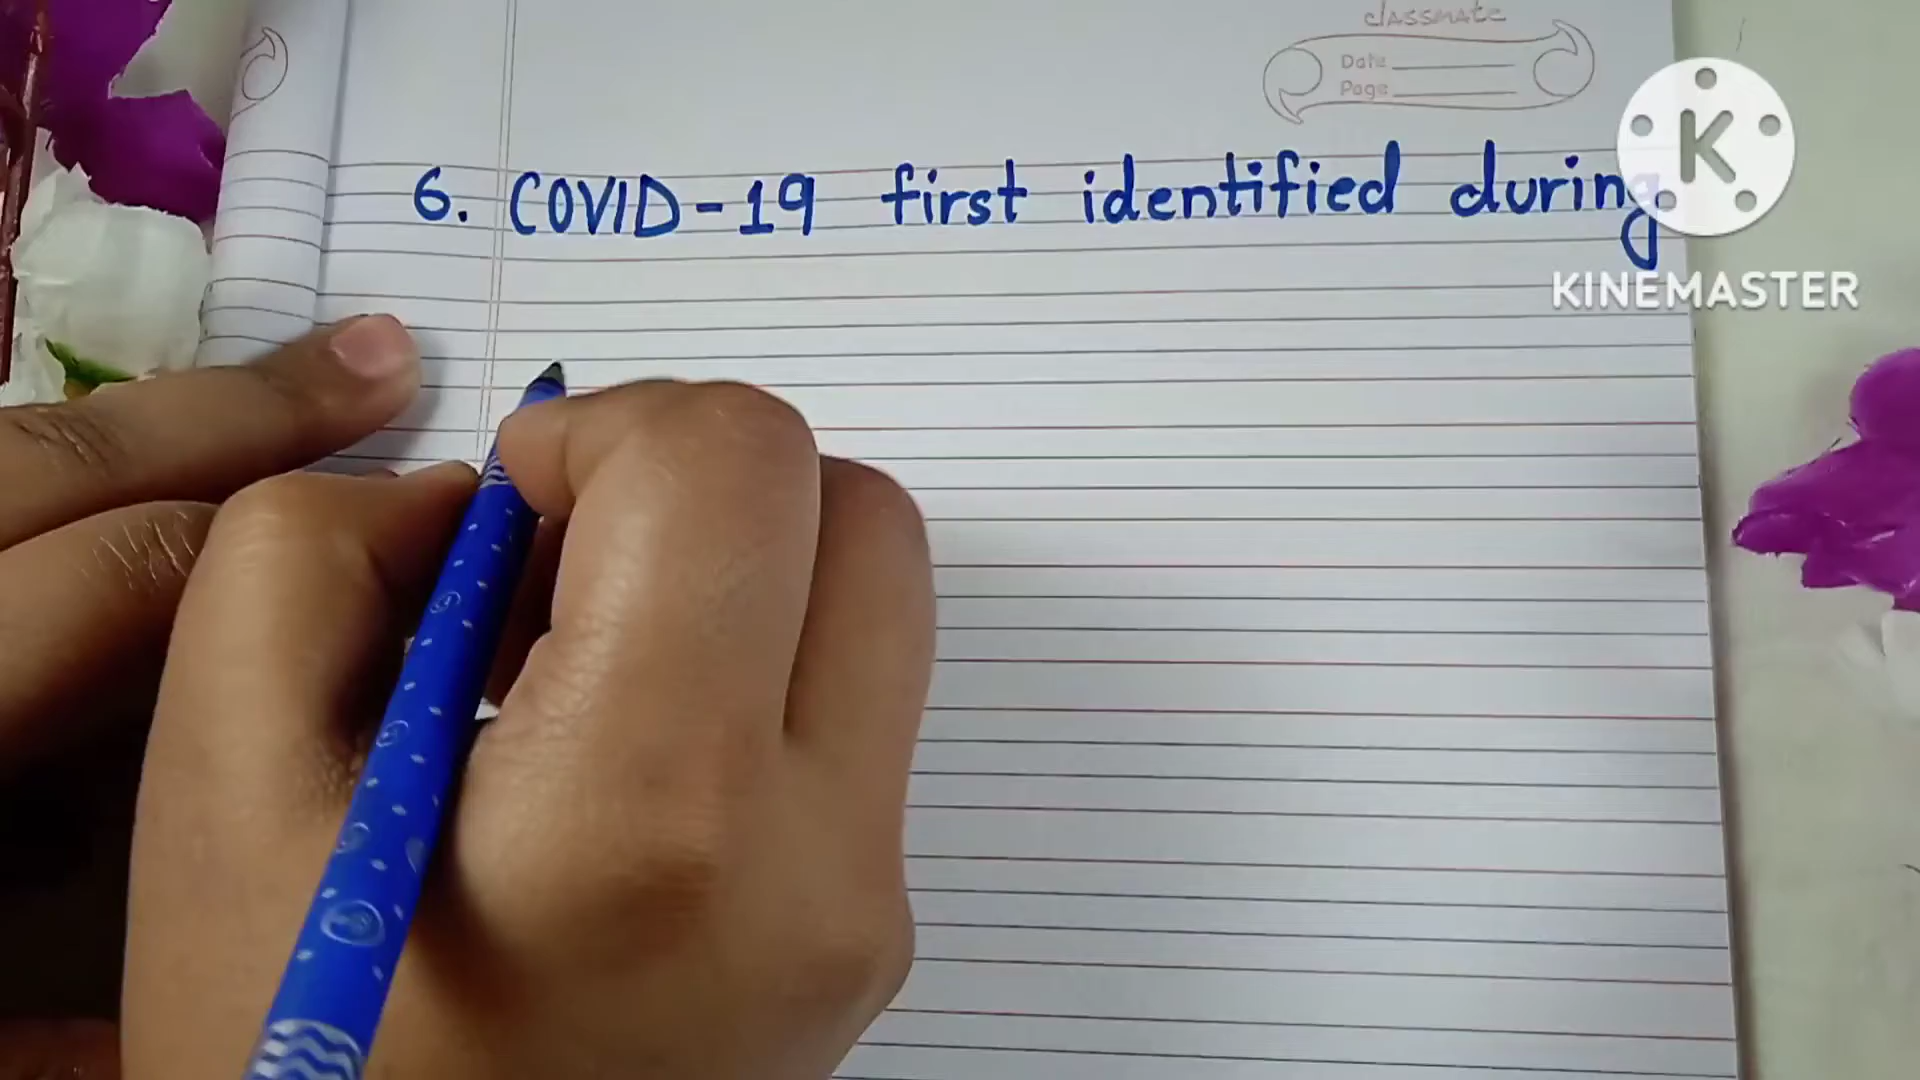 classmate
Date
Page
6. COVID-19 first identified during
K
KINEMASTER